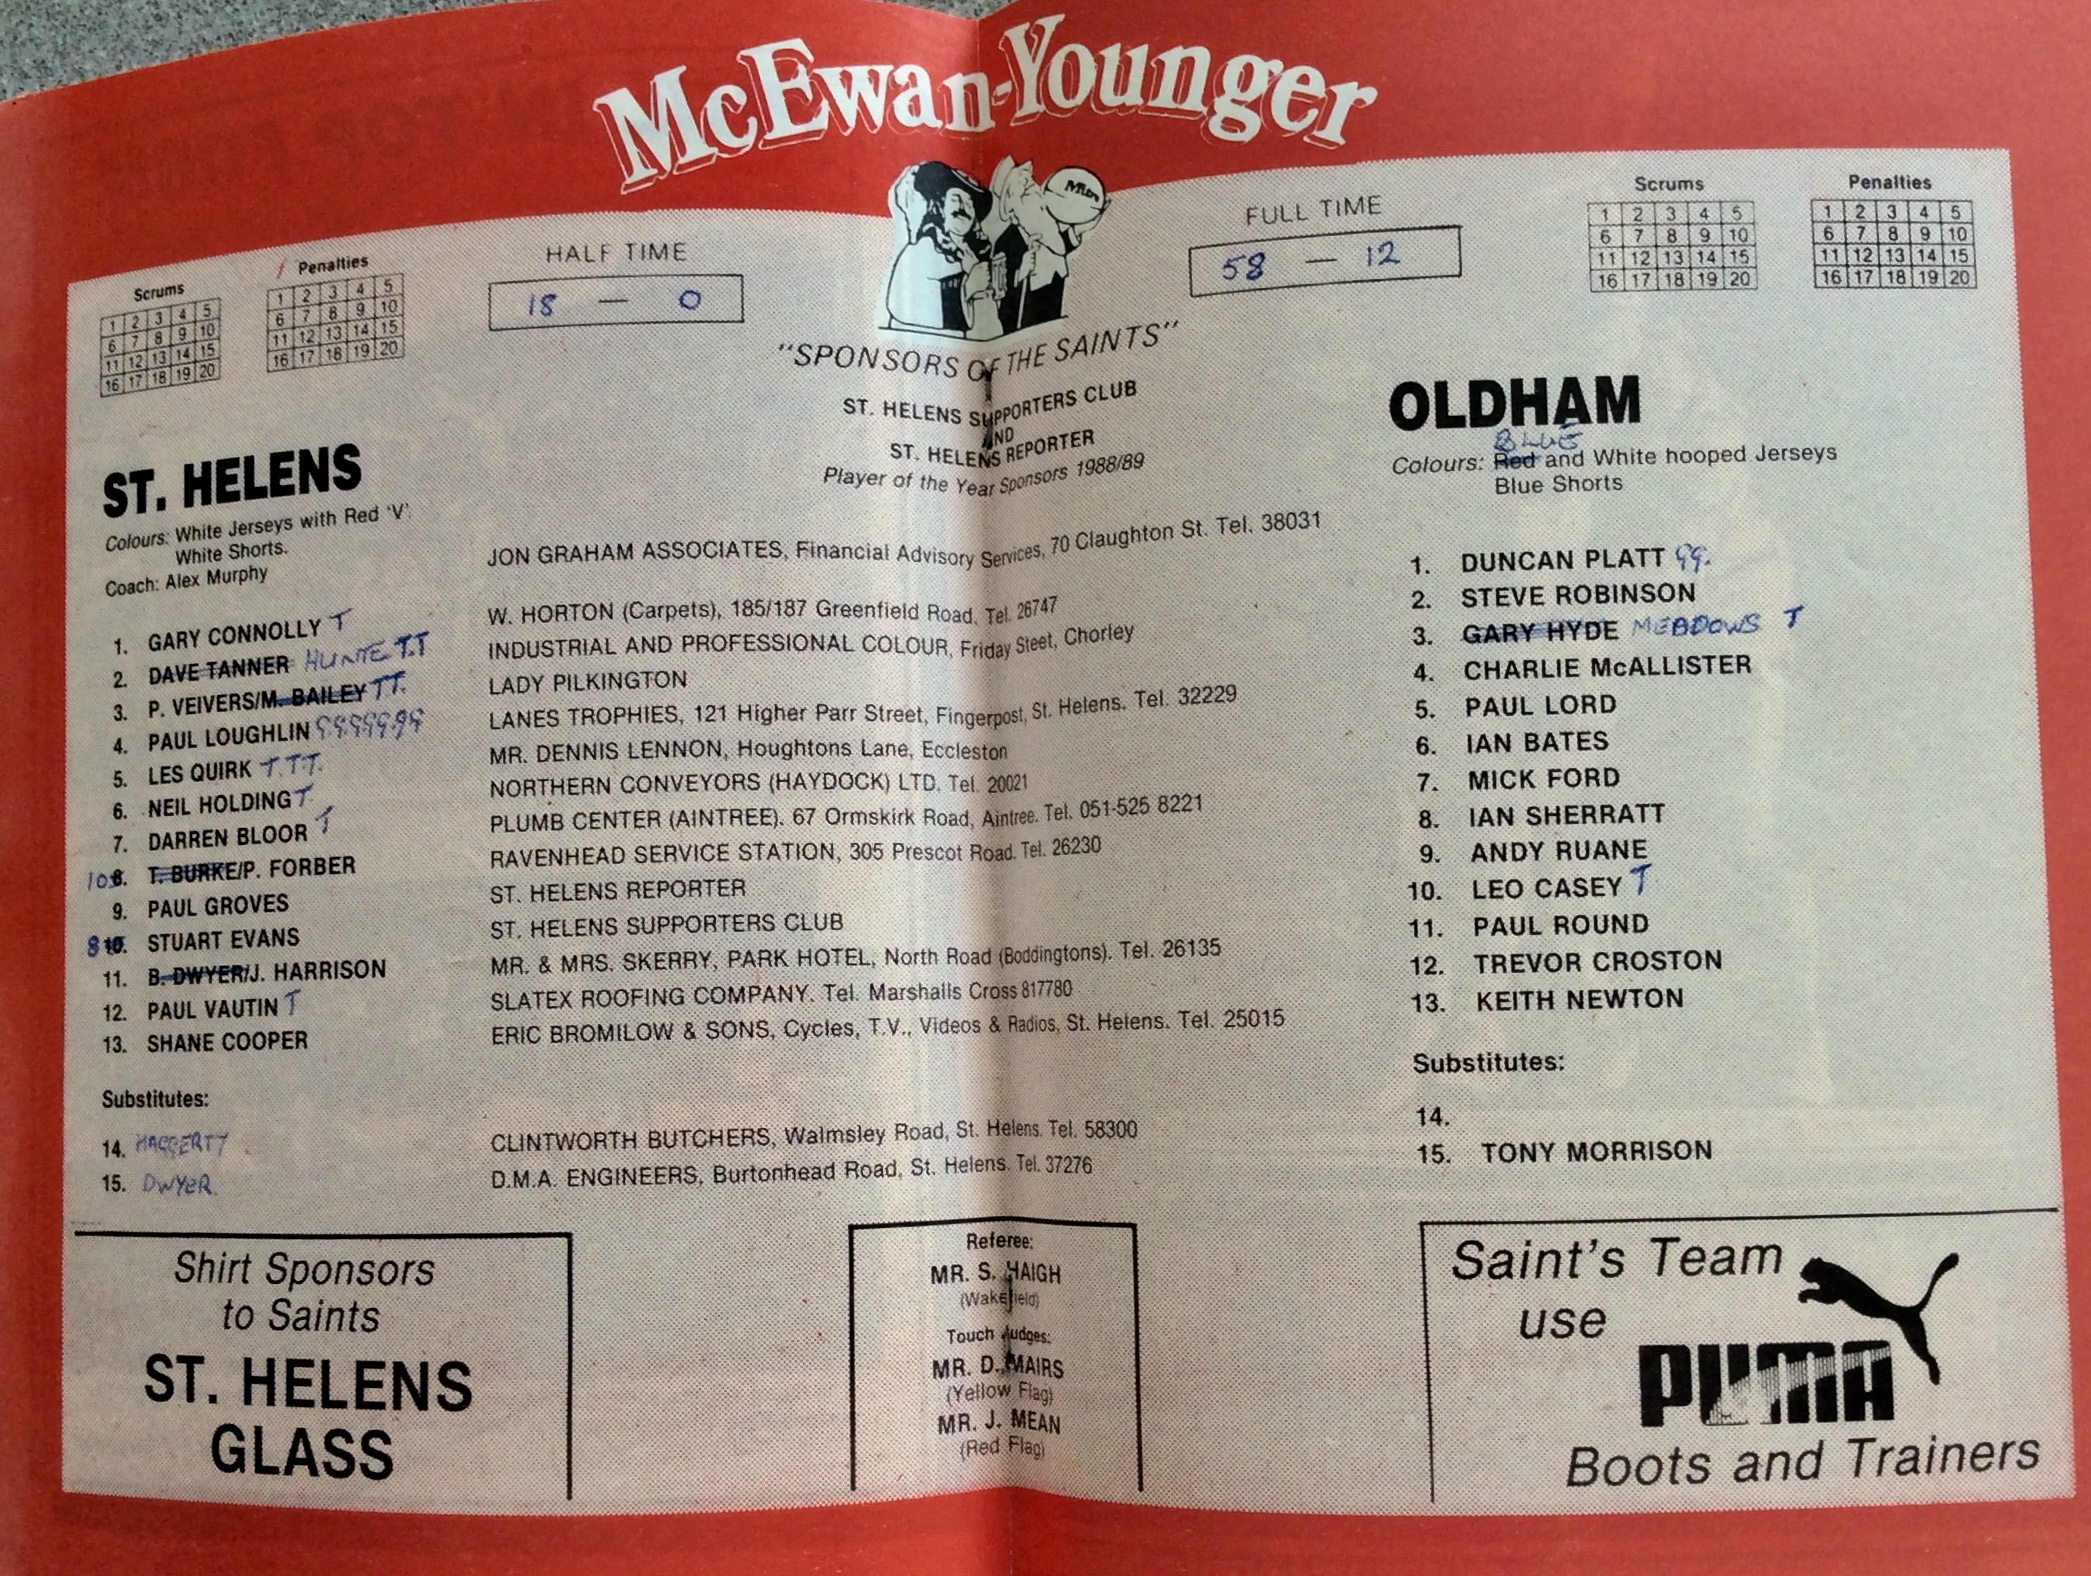 McEwan-Younger
Scrums
1 2 3 4 5
6 7 8 9 10
11 12 13 14 15
16 17 18 19 20
Penalties
1 2 3 4 5
6 7 8 9 10
11 12 13 14 15
16 17 18 19 20
HALF TIME
18 — 0
FULL TIME
58 — 12
Scrums
1 2 3 4 5
6 7 8 9 10
11 12 13 14 15
16 17 18 19 20
Penalties
1 2 3 4 5
6 7 8 9 10
11 12 13 14 15
16 17 18 19 20
"SPONSORS OF THE SAINTS"
ST. HELENS SUPPORTERS CLUB
AND
ST. HELENS REPORTER
Player of the Year Sponsors 1988/89
ST. HELENS
Colours: White Jerseys with Red 'V'.
White Shorts.
Coach: Alex Murphy
1. GARY CONNOLLY T
2. DAVE TANNER HUNTE T.T
3. P. VEIVERS/M. BAILEY TT.
4. PAUL LOUGHLIN
5. LES QUIRK T.T.T.
6. NEIL HOLDING T
7. DARREN BLOOR T
10 8. T. BURKE/P. FORBER
9. PAUL GROVES
8 10. STUART EVANS
11. B. DWYER/J. HARRISON
12. PAUL VAUTIN T
13. SHANE COOPER
Substitutes:
14. HAGGERTY
15. DWYER
JON GRAHAM ASSOCIATES, Financial Advisory Services, 70 Claughton St. Tel. 38031
W. HORTON (Carpets), 185/187 Greenfield Road, Tel. 26747
INDUSTRIAL AND PROFESSIONAL COLOUR, Friday Steet, Chorley
LADY PILKINGTON
LANES TROPHIES, 121 Higher Parr Street, Fingerpost, St. Helens. Tel. 32229
MR. DENNIS LENNON, Houghtons Lane, Eccleston
NORTHERN CONVEYORS (HAYDOCK) LTD. Tel. 20021
PLUMB CENTER (AINTREE). 67 Ormskirk Road, Aintree. Tel. 051-525 8221
RAVENHEAD SERVICE STATION, 305 Prescot Road. Tel. 26230
ST. HELENS REPORTER
ST. HELENS SUPPORTERS CLUB
MR. & MRS. SKERRY, PARK HOTEL, North Road (Boddingtons). Tel. 26135
SLATEX ROOFING COMPANY. Tel. Marshalls Cross 817780
ERIC BROMILOW & SONS, Cycles, T.V., Videos & Radios, St. Helens. Tel. 25015
CLINTWORTH BUTCHERS, Walmsley Road, St. Helens. Tel. 58300
D.M.A. ENGINEERS, Burtonhead Road, St. Helens. Tel. 37276
OLDHAM
BLUE
Colours: Red and White hooped Jerseys
Blue Shorts
1. DUNCAN PLATT
2. STEVE ROBINSON
3. GARY HYDE MEADOWS T
4. CHARLIE McALLISTER
5. PAUL LORD
6. IAN BATES
7. MICK FORD
8. IAN SHERRATT
9. ANDY RUANE
10. LEO CASEY T
11. PAUL ROUND
12. TREVOR CROSTON
13. KEITH NEWTON
Substitutes:
14.
15. TONY MORRISON
Shirt Sponsors
to Saints
ST. HELENS
GLASS
Referee:
MR. S. HAIGH
(Wakefield)
Touch Judges:
MR. D. MAIRS
(Yellow Flag)
MR. J. MEAN
(Red Flag)
Saint's Team
use
PUMA
Boots and Trainers